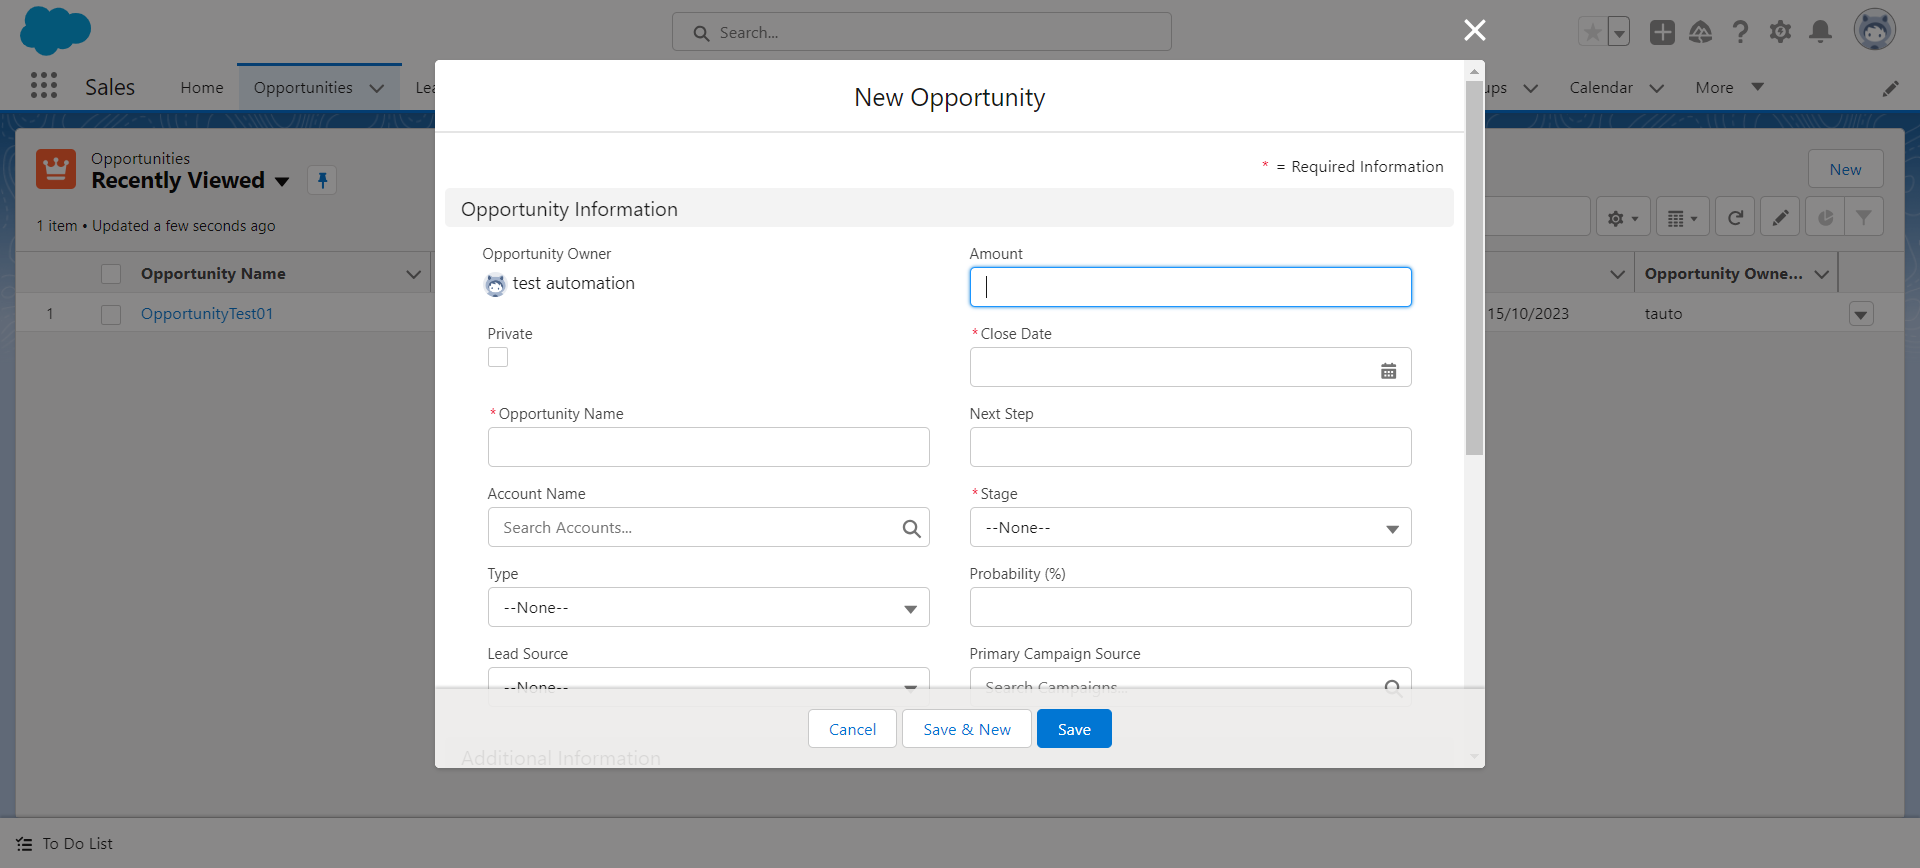 Search...
Sales
Home
Opportunities
Lea
ups
Calendar
More
New Opportunity
* = Required Information
Opportunities
Recently Viewed
New
1 item • Updated a few seconds ago
Opportunity Information
Opportunity Name
Opportunity Owne...
1
OpportunityTest01
15/10/2023
tauto
Opportunity Owner
test automation
Amount
Private
*Close Date
*Opportunity Name
Next Step
Account Name
Search Accounts...
*Stage
--None--
Type
--None--
Probability (%)
Lead Source
--None--
Primary Campaign Source
Search Campaigns...
Cancel
Save & New
Save
Additional Information
To Do List